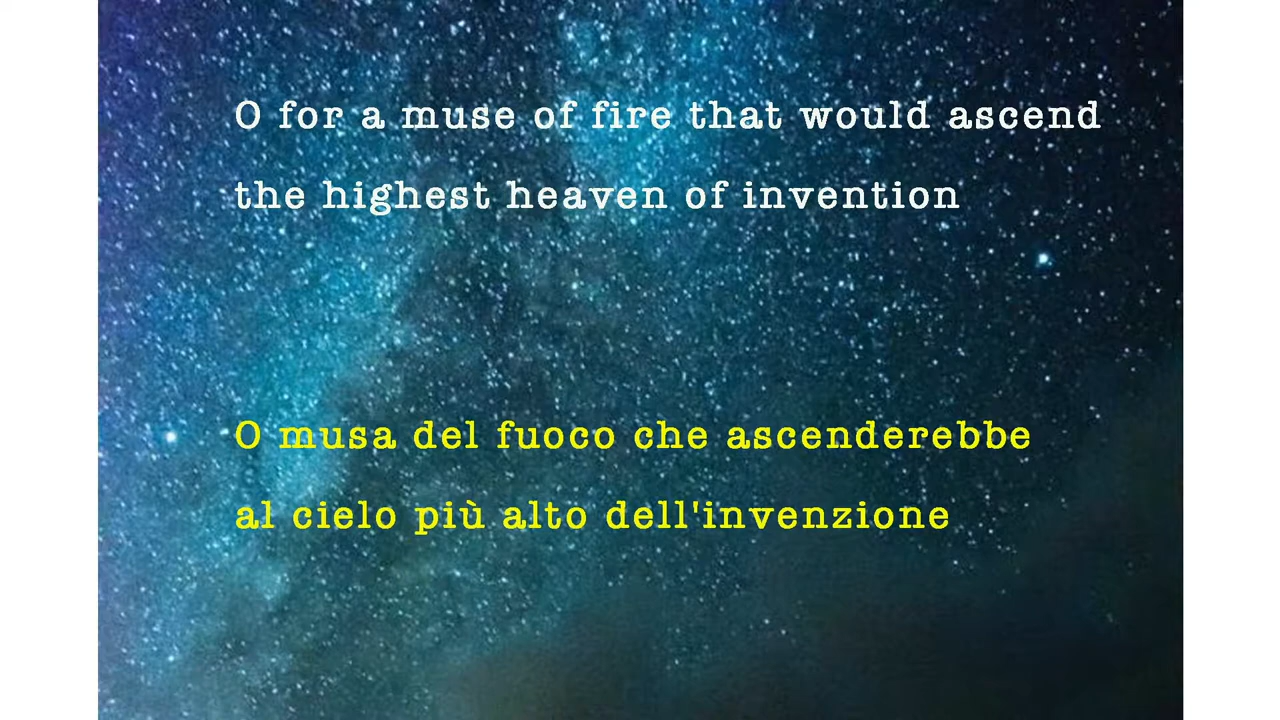 O for a muse of fire that would ascend
the highest heaven of invention
O musa del fuoco che ascenderebbe
al cielo più alto dell'invenzione